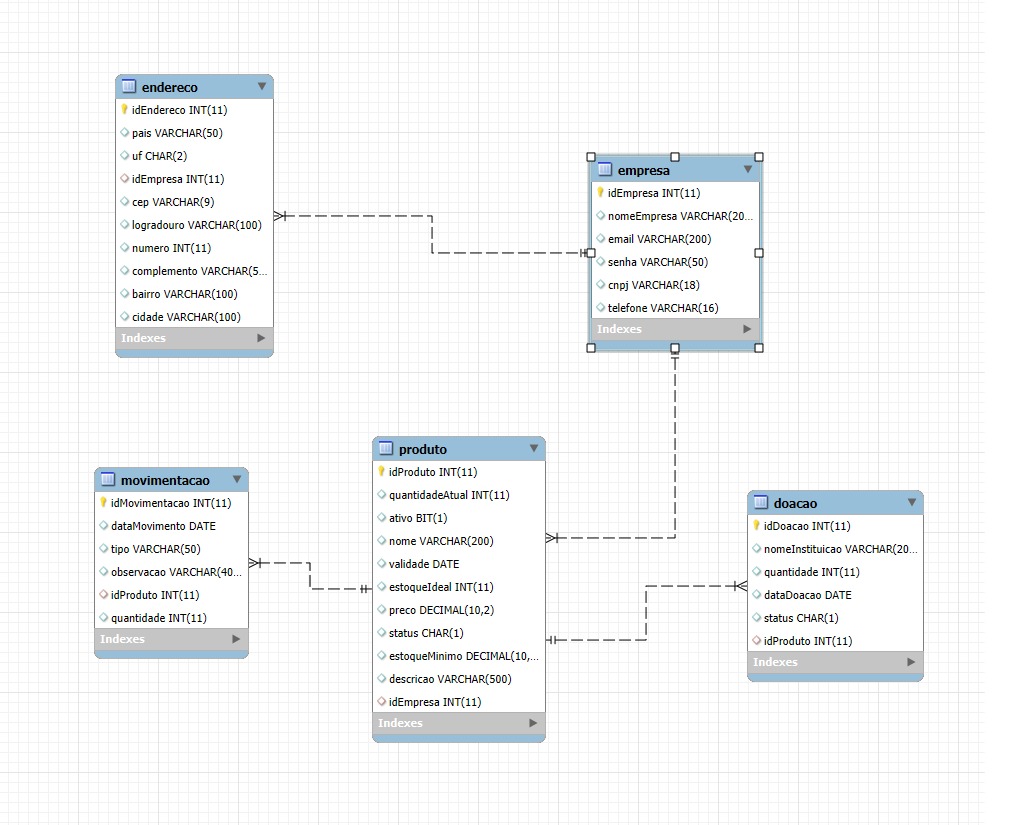 endereco
idEndereco INT(11)
pais VARCHAR(50)
uf CHAR(2)
idEmpresa INT(11)
cep VARCHAR(9)
logradouro VARCHAR(100)
numero INT(11)
complemento VARCHAR(5...
bairro VARCHAR(100)
cidade VARCHAR(100)
Indexes
empresa
idEmpresa INT(11)
nomeEmpresa VARCHAR(20...
email VARCHAR(200)
senha VARCHAR(50)
cnpj VARCHAR(18)
telefone VARCHAR(16)
Indexes
movimentacao
idMovimentacao INT(11)
dataMovimento DATE
tipo VARCHAR(50)
observacao VARCHAR(40...
idProduto INT(11)
quantidade INT(11)
Indexes
produto
idProduto INT(11)
quantidadeAtual INT(11)
ativo BIT(1)
nome VARCHAR(200)
validade DATE
estoqueIdeal INT(11)
preco DECIMAL(10,2)
status CHAR(1)
estoqueMinimo DECIMAL(10,...
descricao VARCHAR(500)
idEmpresa INT(11)
Indexes
doacao
idDoacao INT(11)
nomeInstituicao VARCHAR(20...
quantidade INT(11)
dataDoacao DATE
status CHAR(1)
idProduto INT(11)
Indexes